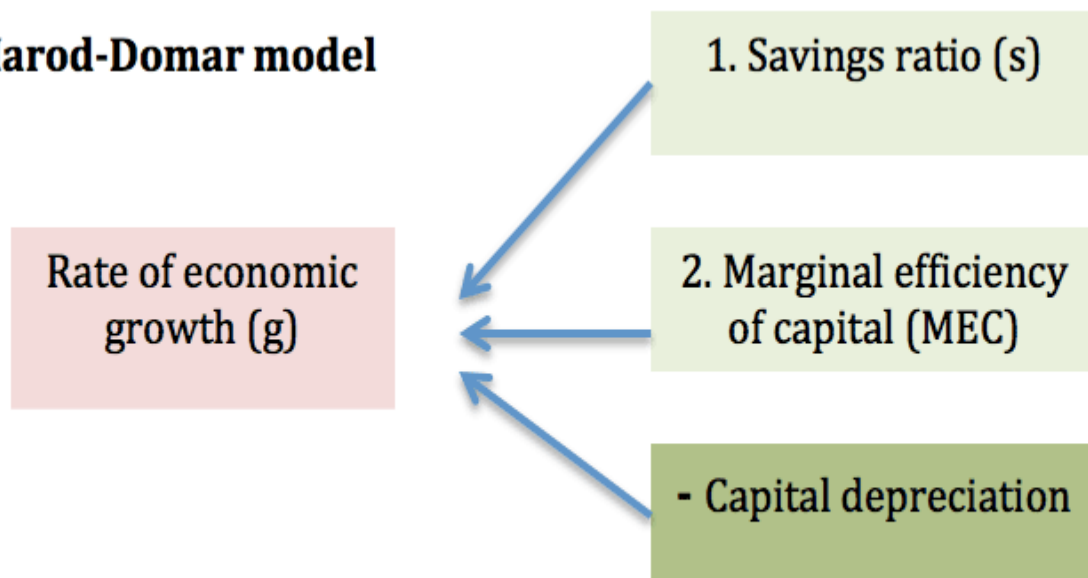 arod-Domar model
1. Savings ratio (s)
Rate of economic
growth (g)
2. Marginal efficiency
of capital (MEC)
- Capital depreciation